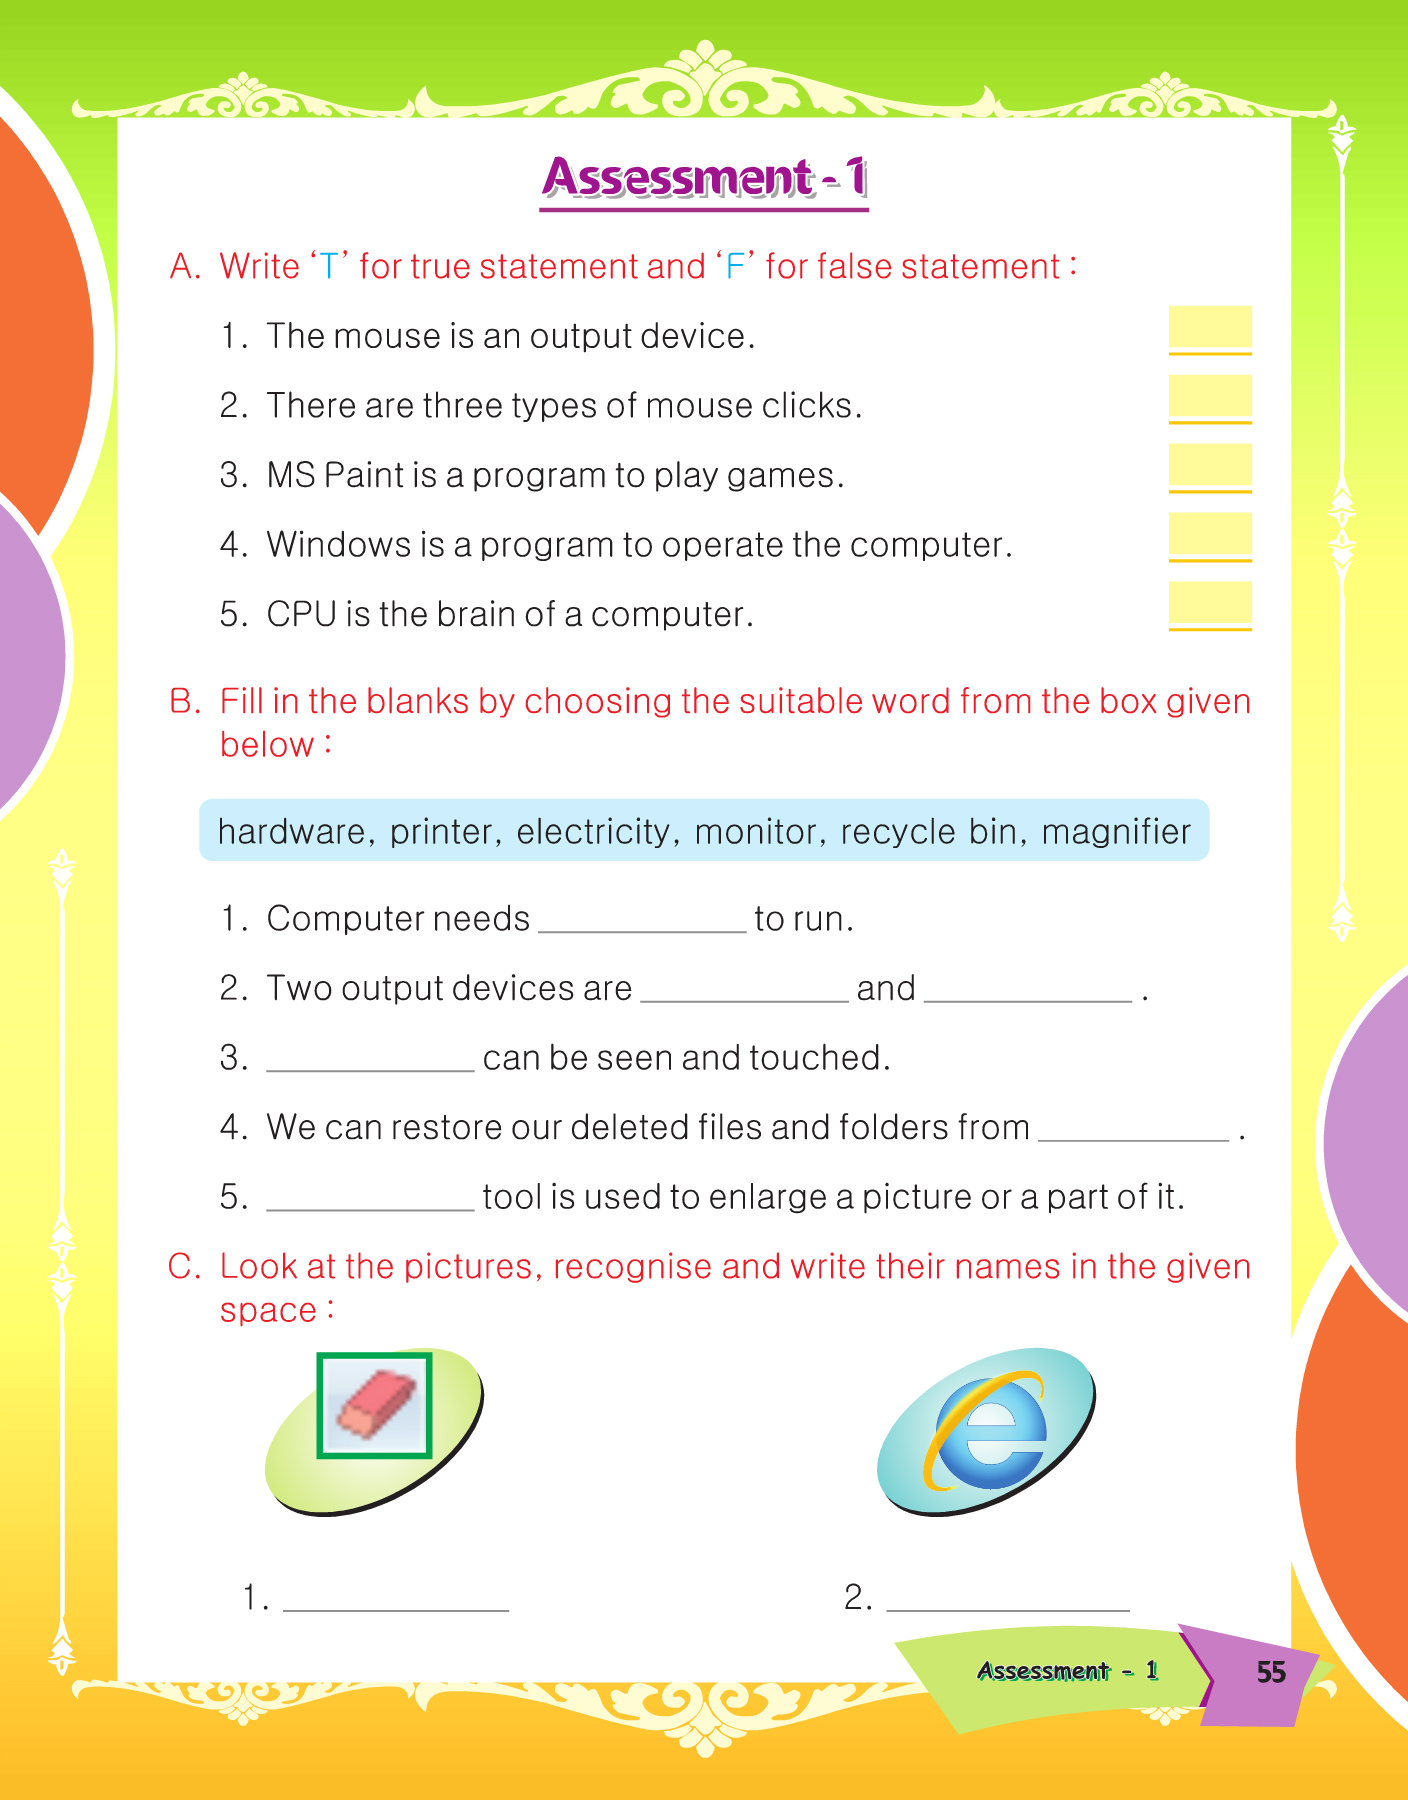 Assessment - 1
A. Write ‘T’ for true statement and ‘F’ for false statement :
1. The mouse is an output device.
2. There are three types of mouse clicks.
3. MS Paint is a program to play games.
4. Windows is a program to operate the computer.
5. CPU is the brain of a computer.
B. Fill in the blanks by choosing the suitable word from the box given
below :
hardware, printer, electricity, monitor, recycle bin, magnifier
1. Computer needs ____________ to run.
2. Two output devices are ____________ and ____________ .
3. ____________ can be seen and touched.
4. We can restore our deleted files and folders from ___________ .
5. ____________ tool is used to enlarge a picture or a part of it.
C. Look at the pictures, recognise and write their names in the given
space :
1. _____________
2. ______________
Assessment - 1
55